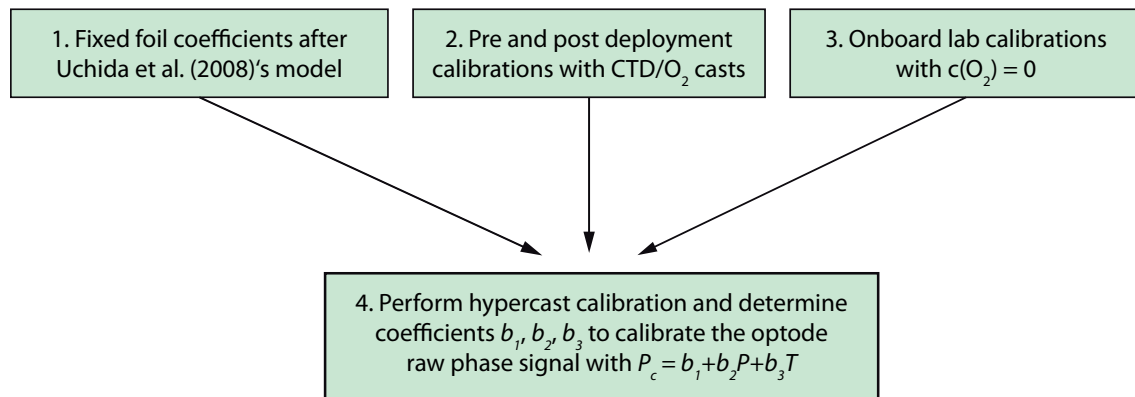 1. Fixed foil coefficients after
Uchida et al. (2008)‘s model
2. Pre and post deployment
calibrations with CTD/O₂ casts
3. Onboard lab calibrations
with c(O₂) = 0
4. Perform hypercast calibration and determine
coefficients b₁, b₂, b₃ to calibrate the optode
raw phase signal with P_c = b₁+b₂P+b₃T